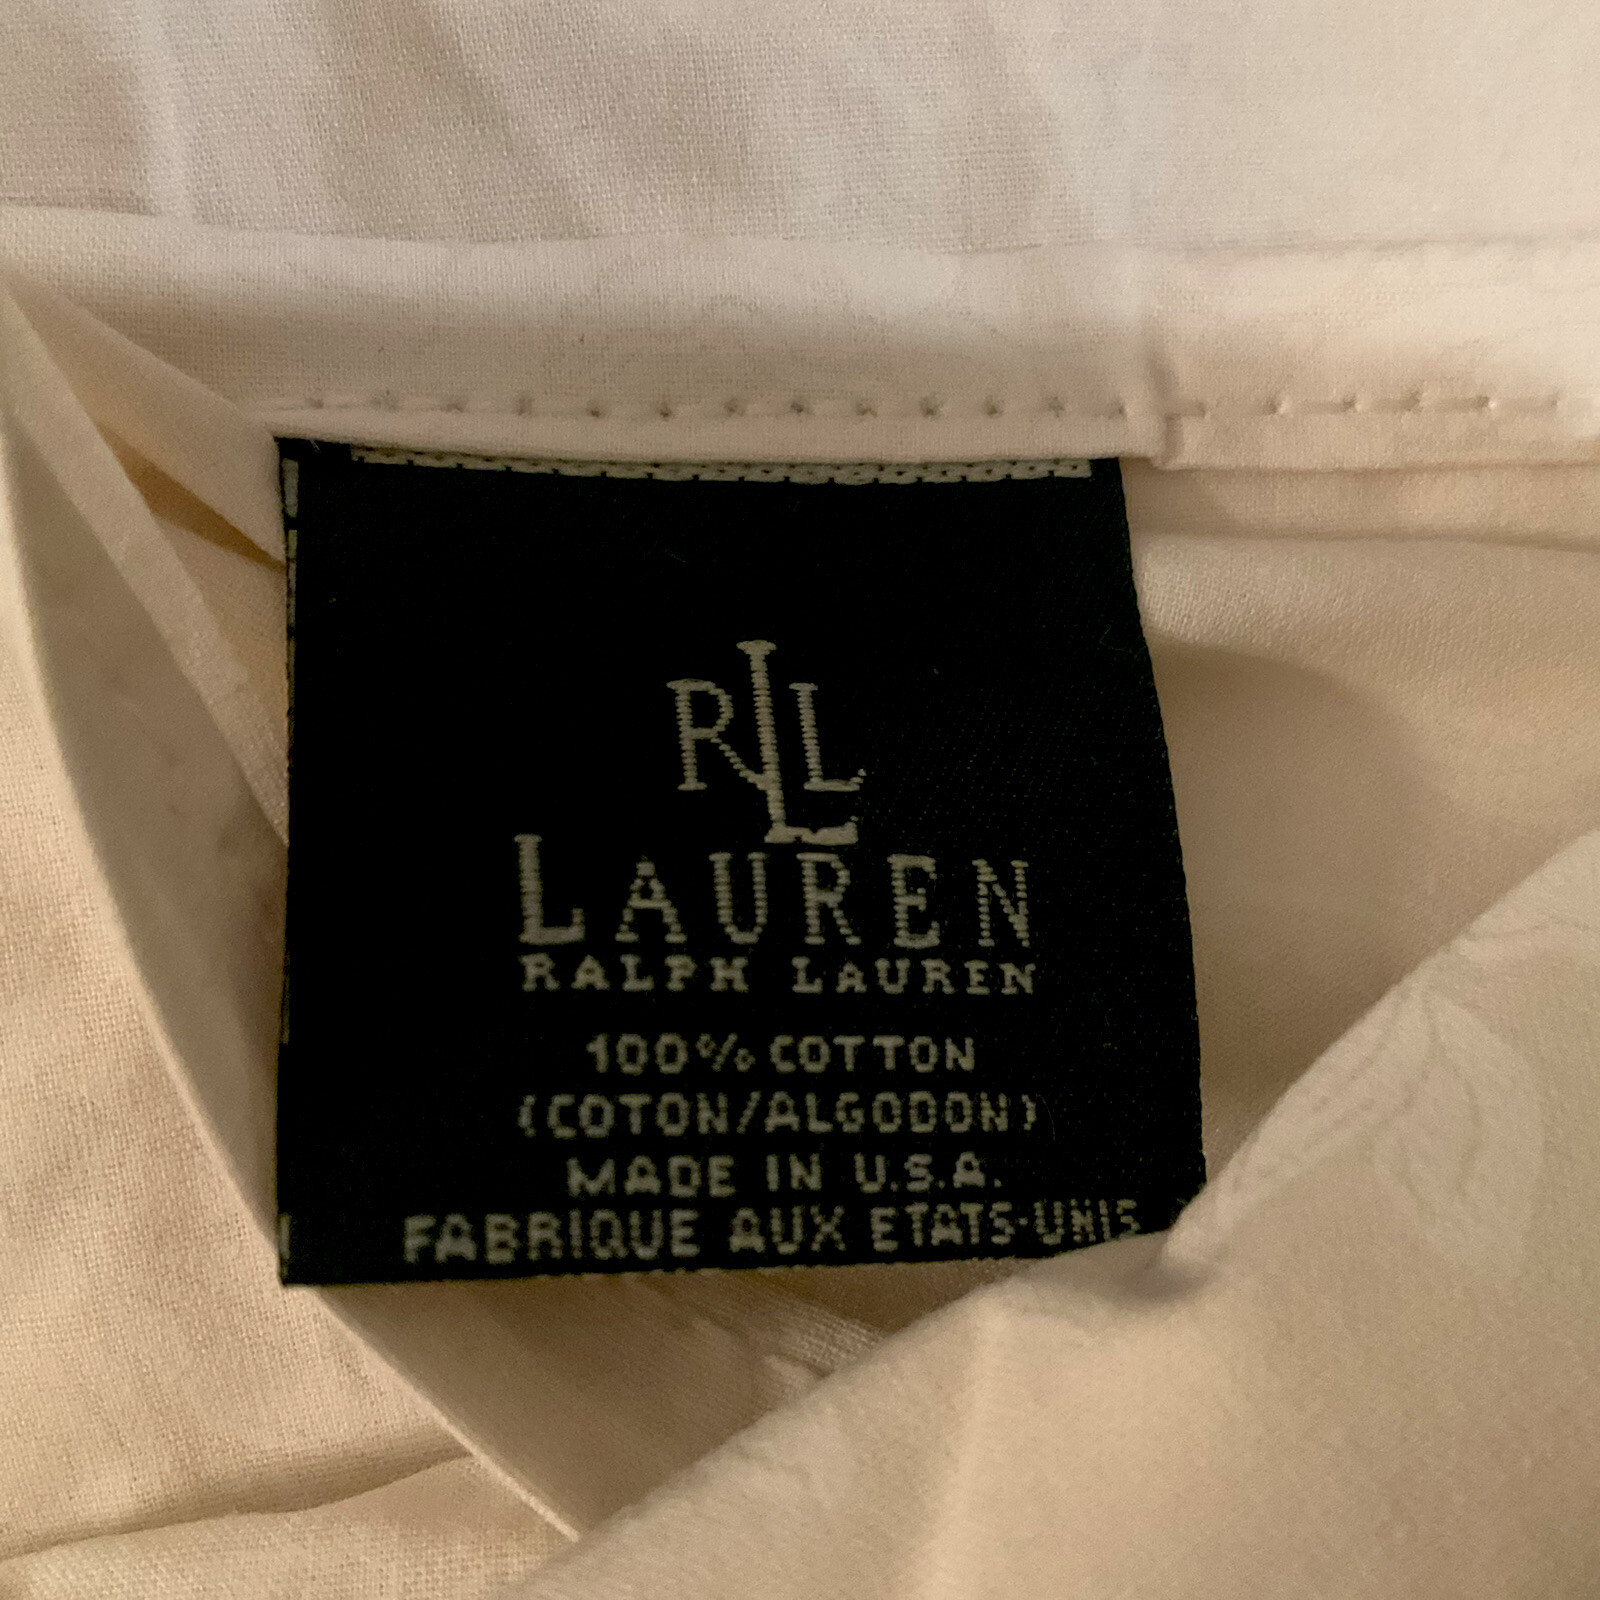 RLL
LAUREN
RALPH LAUREN
100% COTTON
(COTON/ALGODON)
MADE IN U.S.A.
FABRIQUE AUX ETATS-UNIS